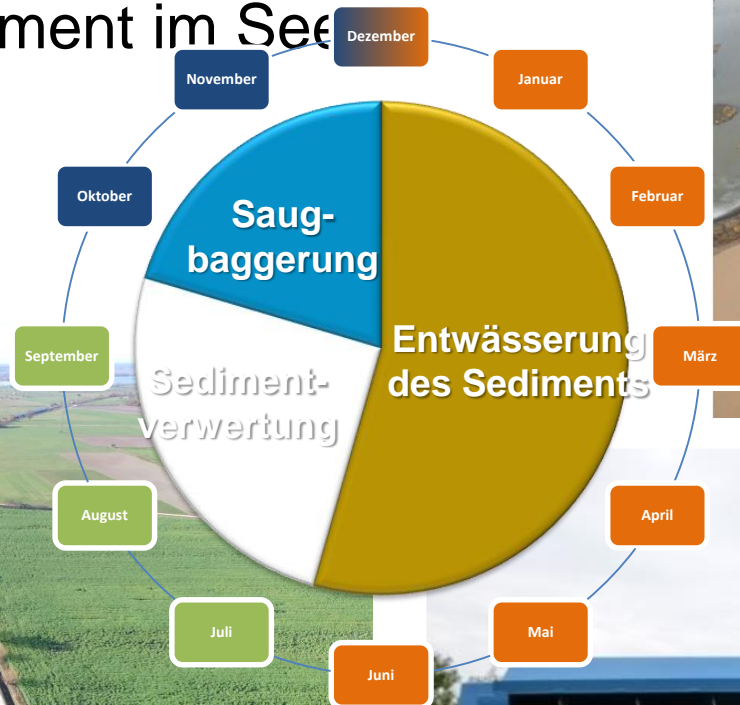 ment im See
Dezember
Januar
Februar
März
April
Mai
Juni
Juli
August
September
Oktober
November
Saug-
baggerung
Entwässerung
des Sediments
Sediment-
verwertung